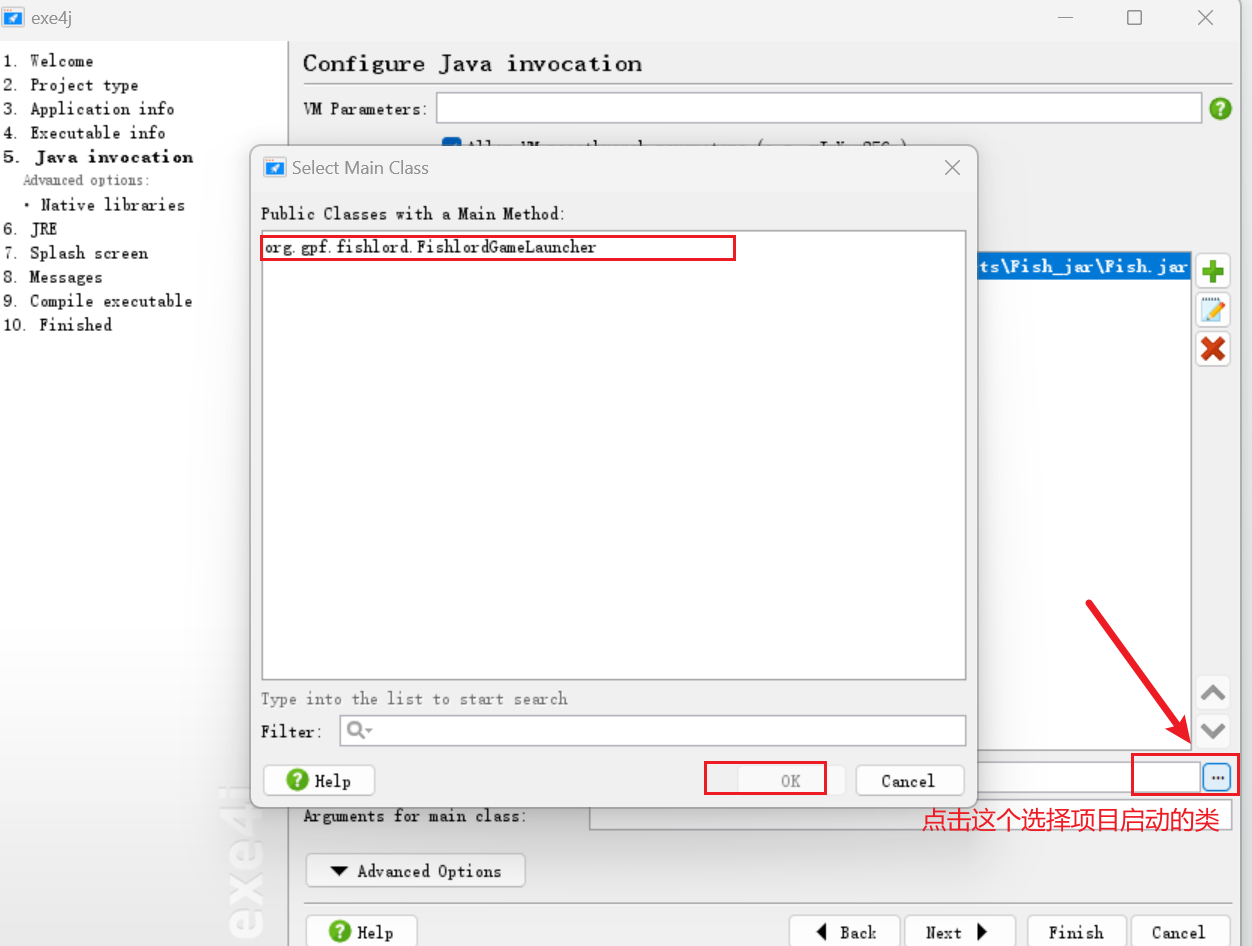 exe4j
1. Welcome
2. Project type
3. Application info
4. Executable info
5. Java invocation
Advanced options:
• Native libraries
6. JRE
7. Splash screen
8. Messages
9. Compile executable
10. Finished
exe4j
Configure Java invocation
VM Parameters:
Select Main Class
Public Classes with a Main Method:
org.gpf.fishlord.FishlordGameLauncher
ts\Fish_jar\Fish.jar
Type into the list to start search
Filter:
Help
OK
Cancel
...
点击这个选择项目启动的类
Arguments for main class:
Advanced Options
Help
Back
Next
Finish
Cancel